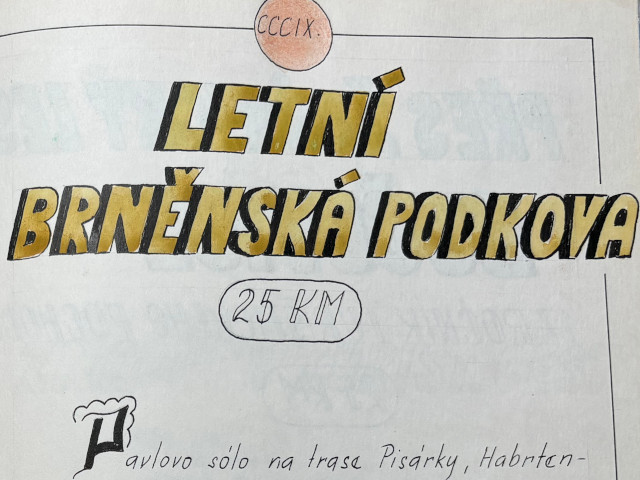 CCCIX.
LETNÍ
BRNĚNSKÁ PODKOVA
25 KM
Pavlovo sólo na trase Pisárky, Habrten-